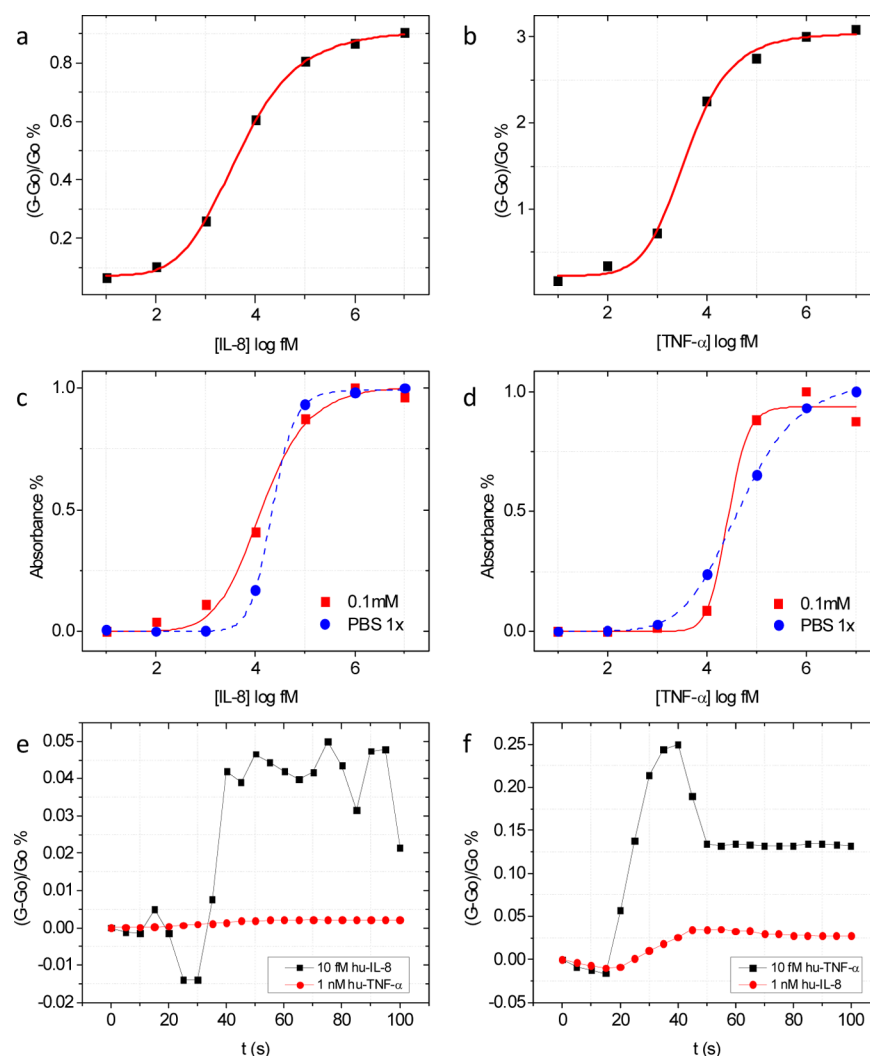 a
0.8
0.6
0.4
0.2
(G-Go)/Go %
2 4 6
[IL-8] log fM
b
3
2
1
(G-Go)/Go %
2 4 6
[TNF-α] log fM
c
1.0
0.5
0.0
Absorbance %
0.1mM
PBS 1x
2 4 6
[IL-8] log fM
d
1.0
0.5
0.0
Absorbance %
0.1mM
PBS 1x
2 4 6
[TNF-α] log fM
e
0.05
0.04
0.03
0.02
0.01
0.00
-0.01
-0.02
(G-Go)/Go %
10 fM hu-IL-8
1 nM hu-TNF-α
0 20 40 60 80 100
t (s)
f
0.25
0.20
0.15
0.10
0.05
0.00
-0.05
(G-Go)/Go %
10 fM hu-TNF-α
1 nM hu-IL-8
0 20 40 60 80 100
t (s)